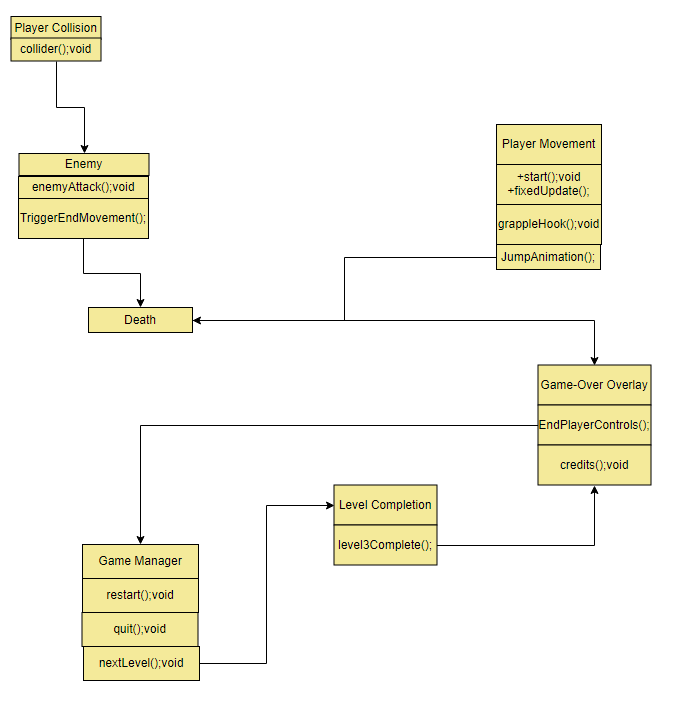 Player Collision
collider();void
Enemy
enemyAttack();void
TriggerEndMovement();
Death
Player Movement
+start();void
+fixedUpdate();
grappleHook();void
JumpAnimation();
Game-Over Overlay
EndPlayerControls();
credits();void
Level Completion
level3Complete();
Game Manager
restart();void
quit();void
nextLevel();void